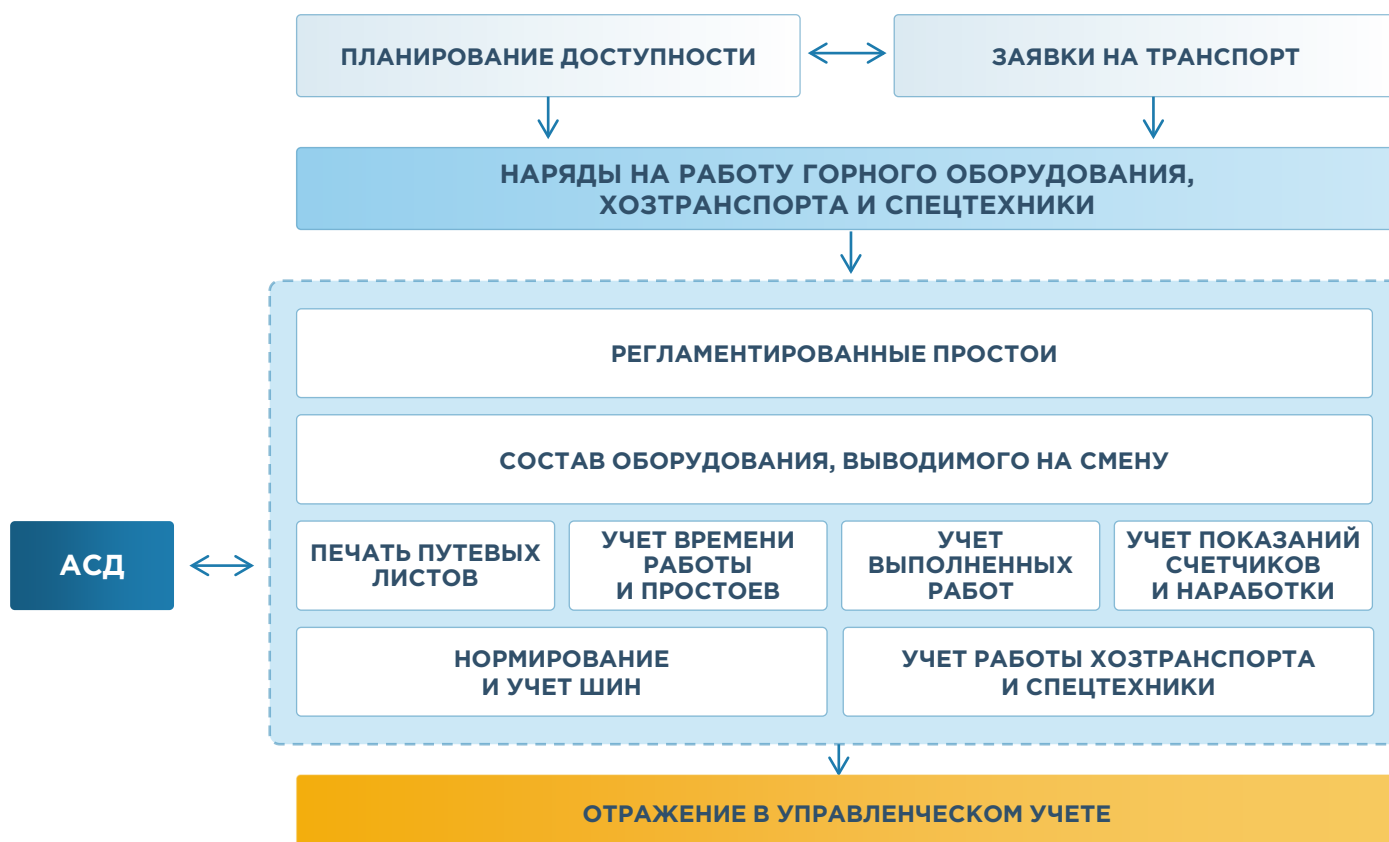 ПЛАНИРОВАНИЕ ДОСТУПНОСТИ
ЗАЯВКИ НА ТРАНСПОРТ
НАРЯДЫ НА РАБОТУ ГОРНОГО ОБОРУДОВАНИЯ,
ХОЗТРАНСПОРТА И СПЕЦТЕХНИКИ
РЕГЛАМЕНТИРОВАННЫЕ ПРОСТОИ
СОСТАВ ОБОРУДОВАНИЯ, ВЫВОДИМОГО НА СМЕНУ
АСД
ПЕЧАТЬ ПУТЕВЫХ
ЛИСТОВ
УЧЕТ ВРЕМЕНИ
РАБОТЫ
И ПРОСТОЕВ
УЧЕТ
ВЫПОЛНЕННЫХ
РАБОТ
УЧЕТ ПОКАЗАНИЙ
СЧЕТЧИКОВ
И НАРАБОТКИ
НОРМИРОВАНИЕ
И УЧЕТ ШИН
УЧЕТ РАБОТЫ ХОЗТРАНСПОРТА
И СПЕЦТЕХНИКИ
ОТРАЖЕНИЕ В УПРАВЛЕНЧЕСКОМ УЧЕТЕ